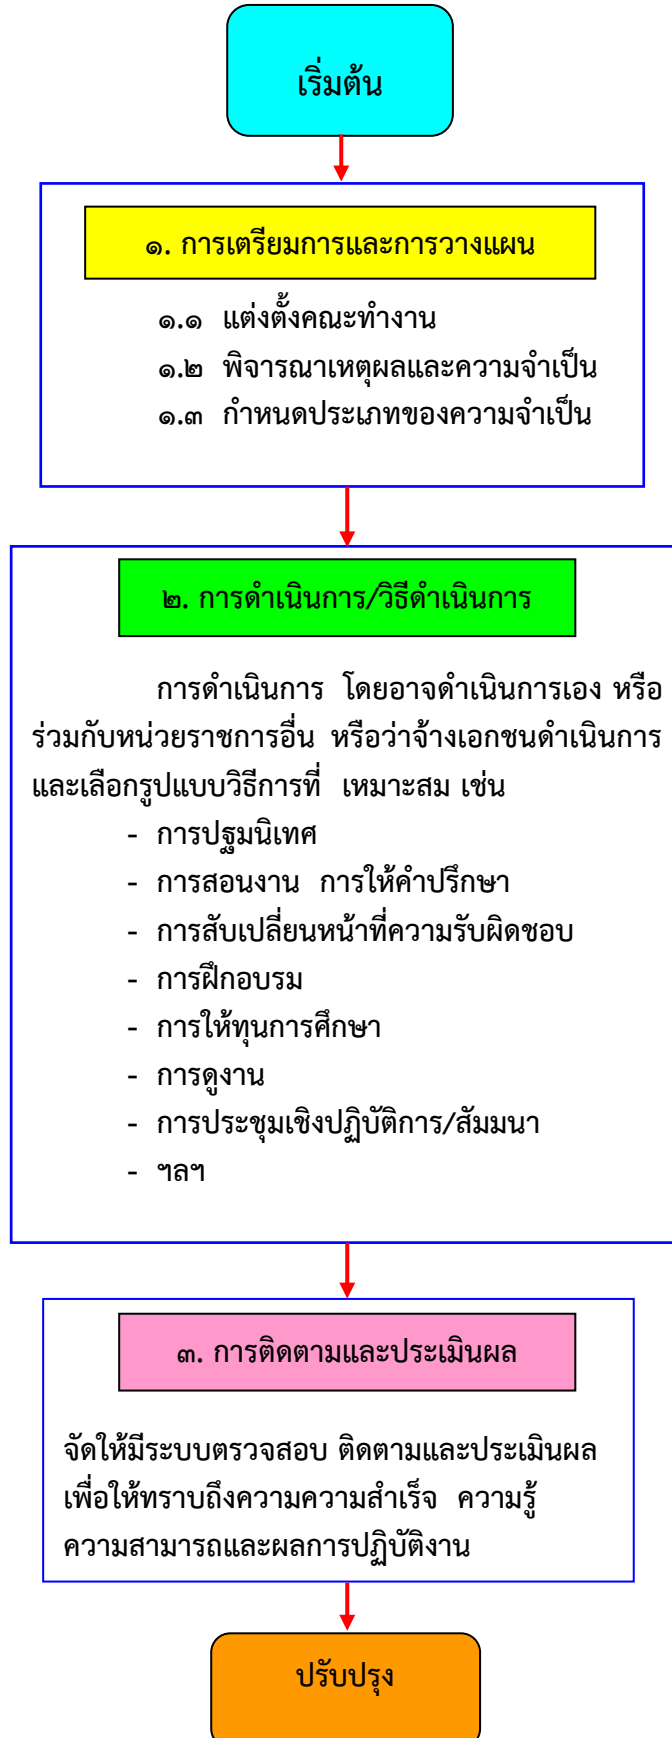 เริ่มต้น
๑. การเตรียมการและการวางแผน
๑.๑ แต่งตั้งคณะทำงาน
๑.๒ พิจารณาเหตุผลและความจำเป็น
๑.๓ กำหนดประเภทของความจำเป็น
๒. การดำเนินการ/วิธีดำเนินการ
การดำเนินการ โดยอาจดำเนินการเอง หรือ
ร่วมกับหน่วยราชการอื่น หรือว่าจ้างเอกชนดำเนินการ
และเลือกรูปแบบวิธีการที่ เหมาะสม เช่น
- การปฐมนิเทศ
- การสอนงาน การให้คำปรึกษา
- การสับเปลี่ยนหน้าที่ความรับผิดชอบ
- การฝึกอบรม
- การให้ทุนการศึกษา
- การดูงาน
- การประชุมเชิงปฏิบัติการ/สัมมนา
- ฯลฯ
๓. การติดตามและประเมินผล
จัดให้มีระบบตรวจสอบ ติดตามและประเมินผล
เพื่อให้ทราบถึงความความสำเร็จ ความรู้
ความสามารถและผลการปฏิบัติงาน
ปรับปรุง